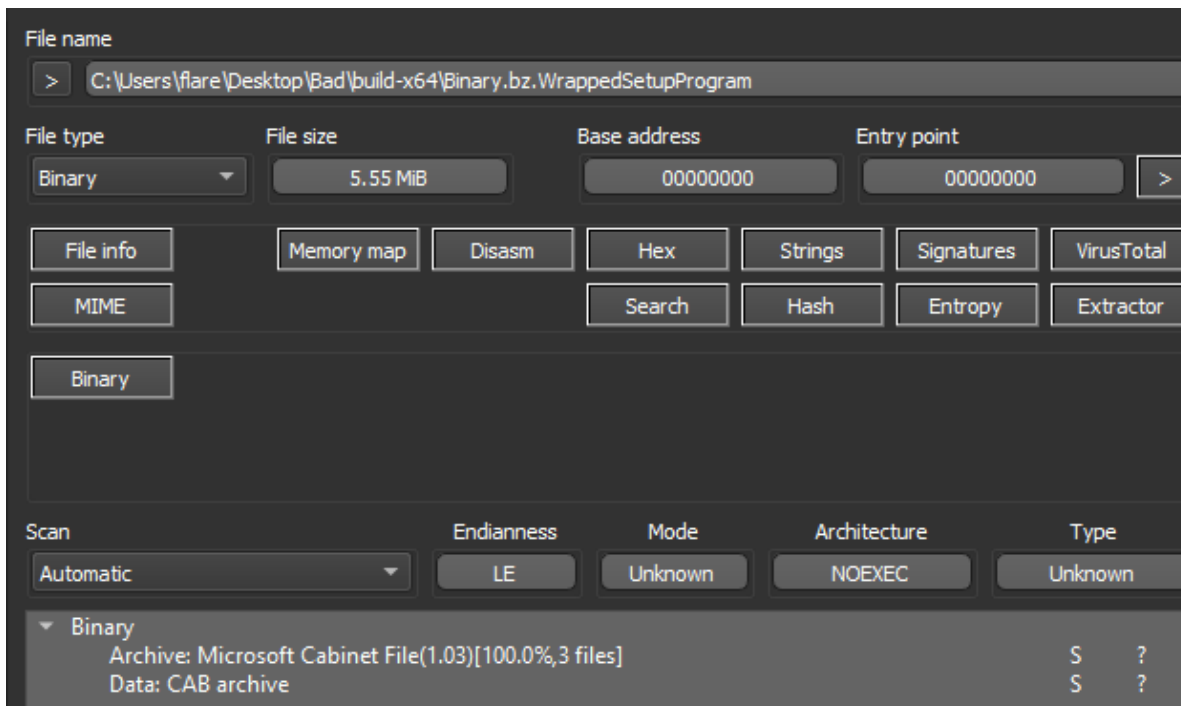 File name
> C:\Users\flare\Desktop\Bad\build-x64\Binary.bz.WrappedSetupProgram
File type File size Base address Entry point
Binary 5.55 MiB 00000000 00000000 >
File info Memory map Disasm Hex Strings Signatures VirusTotal
MIME Search Hash Entropy Extractor
Binary
Scan Endianness Mode Architecture Type
Automatic LE Unknown NOEXEC Unknown
Binary
Archive: Microsoft Cabinet File(1.03)[100.0%,3 files] S ?
Data: CAB archive S ?